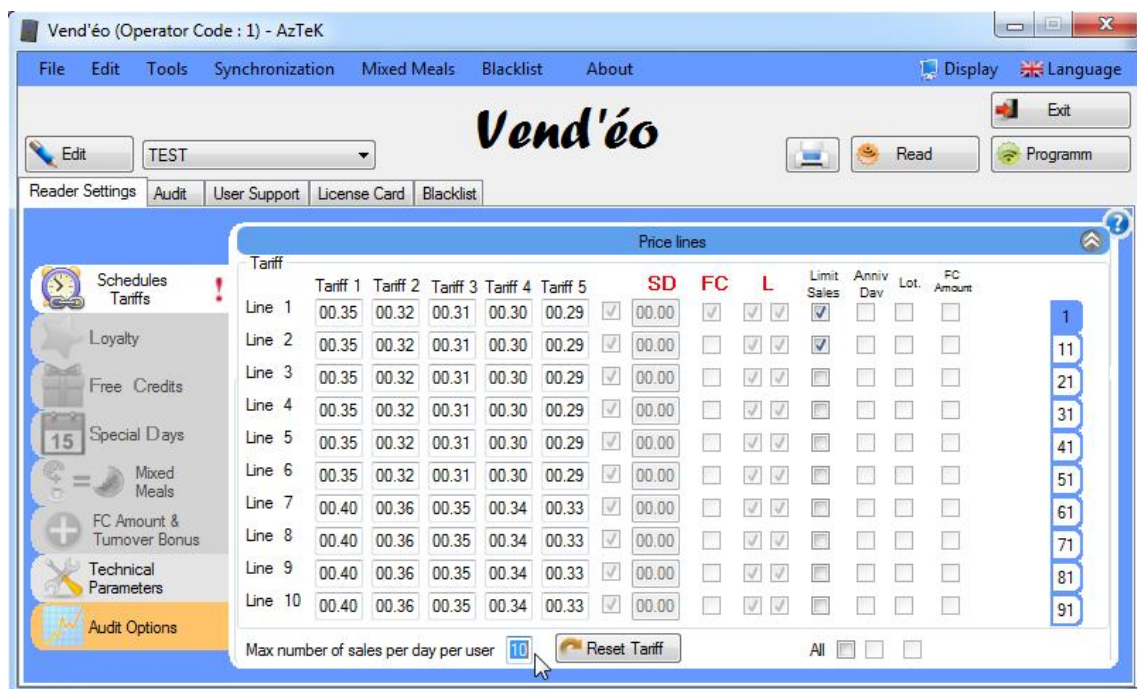 Vend'éo (Operator Code : 1) - AzTeK
File Edit Tools Synchronization Mixed Meals Blacklist About Display Language
Vend'éo
Exit
Edit TEST Read Programm
Reader Settings Audit User Support License Card Blacklist
Price lines
Tariff
Schedules
Tariffs !
Loyalty
Free Credits
15 Special Days
Mixed
Meals
FC Amount &
Turnover Bonus
Technical
Parameters
Audit Options
Tariff 1 Tariff 2 Tariff 3 Tariff 4 Tariff 5 SD FC L Limit Sales Anniv Day Lot. FC Amount
Line 1 00.35 00.32 00.31 00.30 00.29 00.00 1
Line 2 00.35 00.32 00.31 00.30 00.29 00.00 11
Line 3 00.35 00.32 00.31 00.30 00.29 00.00 21
Line 4 00.35 00.32 00.31 00.30 00.29 00.00 31
Line 5 00.35 00.32 00.31 00.30 00.29 00.00 41
Line 6 00.35 00.32 00.31 00.30 00.29 00.00 51
Line 7 00.40 00.36 00.35 00.34 00.33 00.00 61
Line 8 00.40 00.36 00.35 00.34 00.33 00.00 71
Line 9 00.40 00.36 00.35 00.34 00.33 00.00 81
Line 10 00.40 00.36 00.35 00.34 00.33 00.00 91
Max number of sales per day per user 10 Reset Tariff All